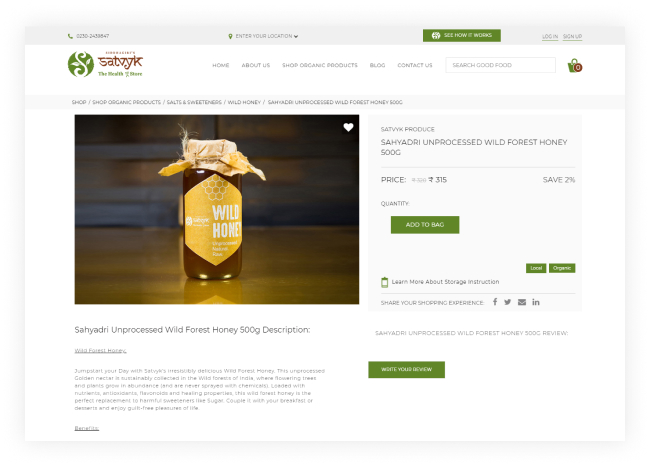 0230-2439847
ENTER YOUR LOCATION
SEE HOW IT WORKS
LOG IN
SIGN UP
satvyk
The Health Store
HOME
ABOUT US
SHOP ORGANIC PRODUCTS
BLOG
CONTACT US
SEARCH GOOD FOOD
0
SHOP / SHOP ORGANIC PRODUCTS / SALTS & SWEETENERS / WILD HONEY / SAHYADRI UNPROCESSED WILD FOREST HONEY 500G
satvyk
WILD
HONEY
Unprocessed
Natural
Raw
SATVYK PRODUCE
SAHYADRI UNPROCESSED WILD FOREST HONEY
500G
PRICE: ₹ 320 ₹ 315
SAVE 2%
QUANTITY:
ADD TO BAG
Local
Organic
Learn More About Storage Instruction
SHARE YOUR SHOPPING EXPERIENCE:
Sahyadri Unprocessed Wild Forest Honey 500g Description:
Wild Forest Honey:
Jumpstart your Day with Satvyk's irresistibly delicious Wild Forest Honey. This unprocessed
Golden nectar is sustainably collected in the Wild forests of India, where flowering trees
and plants grow in abundance (and are never sprayed with chemicals). Loaded with
nutrients, antioxidants, flavonoids and healing properties, this wild forest honey is the
perfect replacement to harmful sweeteners like Sugar. Couple it with your breakfast or
desserts and enjoy guilt-free pleasures of life.
Benefits:
SAHYADRI UNPROCESSED WILD FOREST HONEY 500G REVIEW:
WRITE YOUR REVIEW